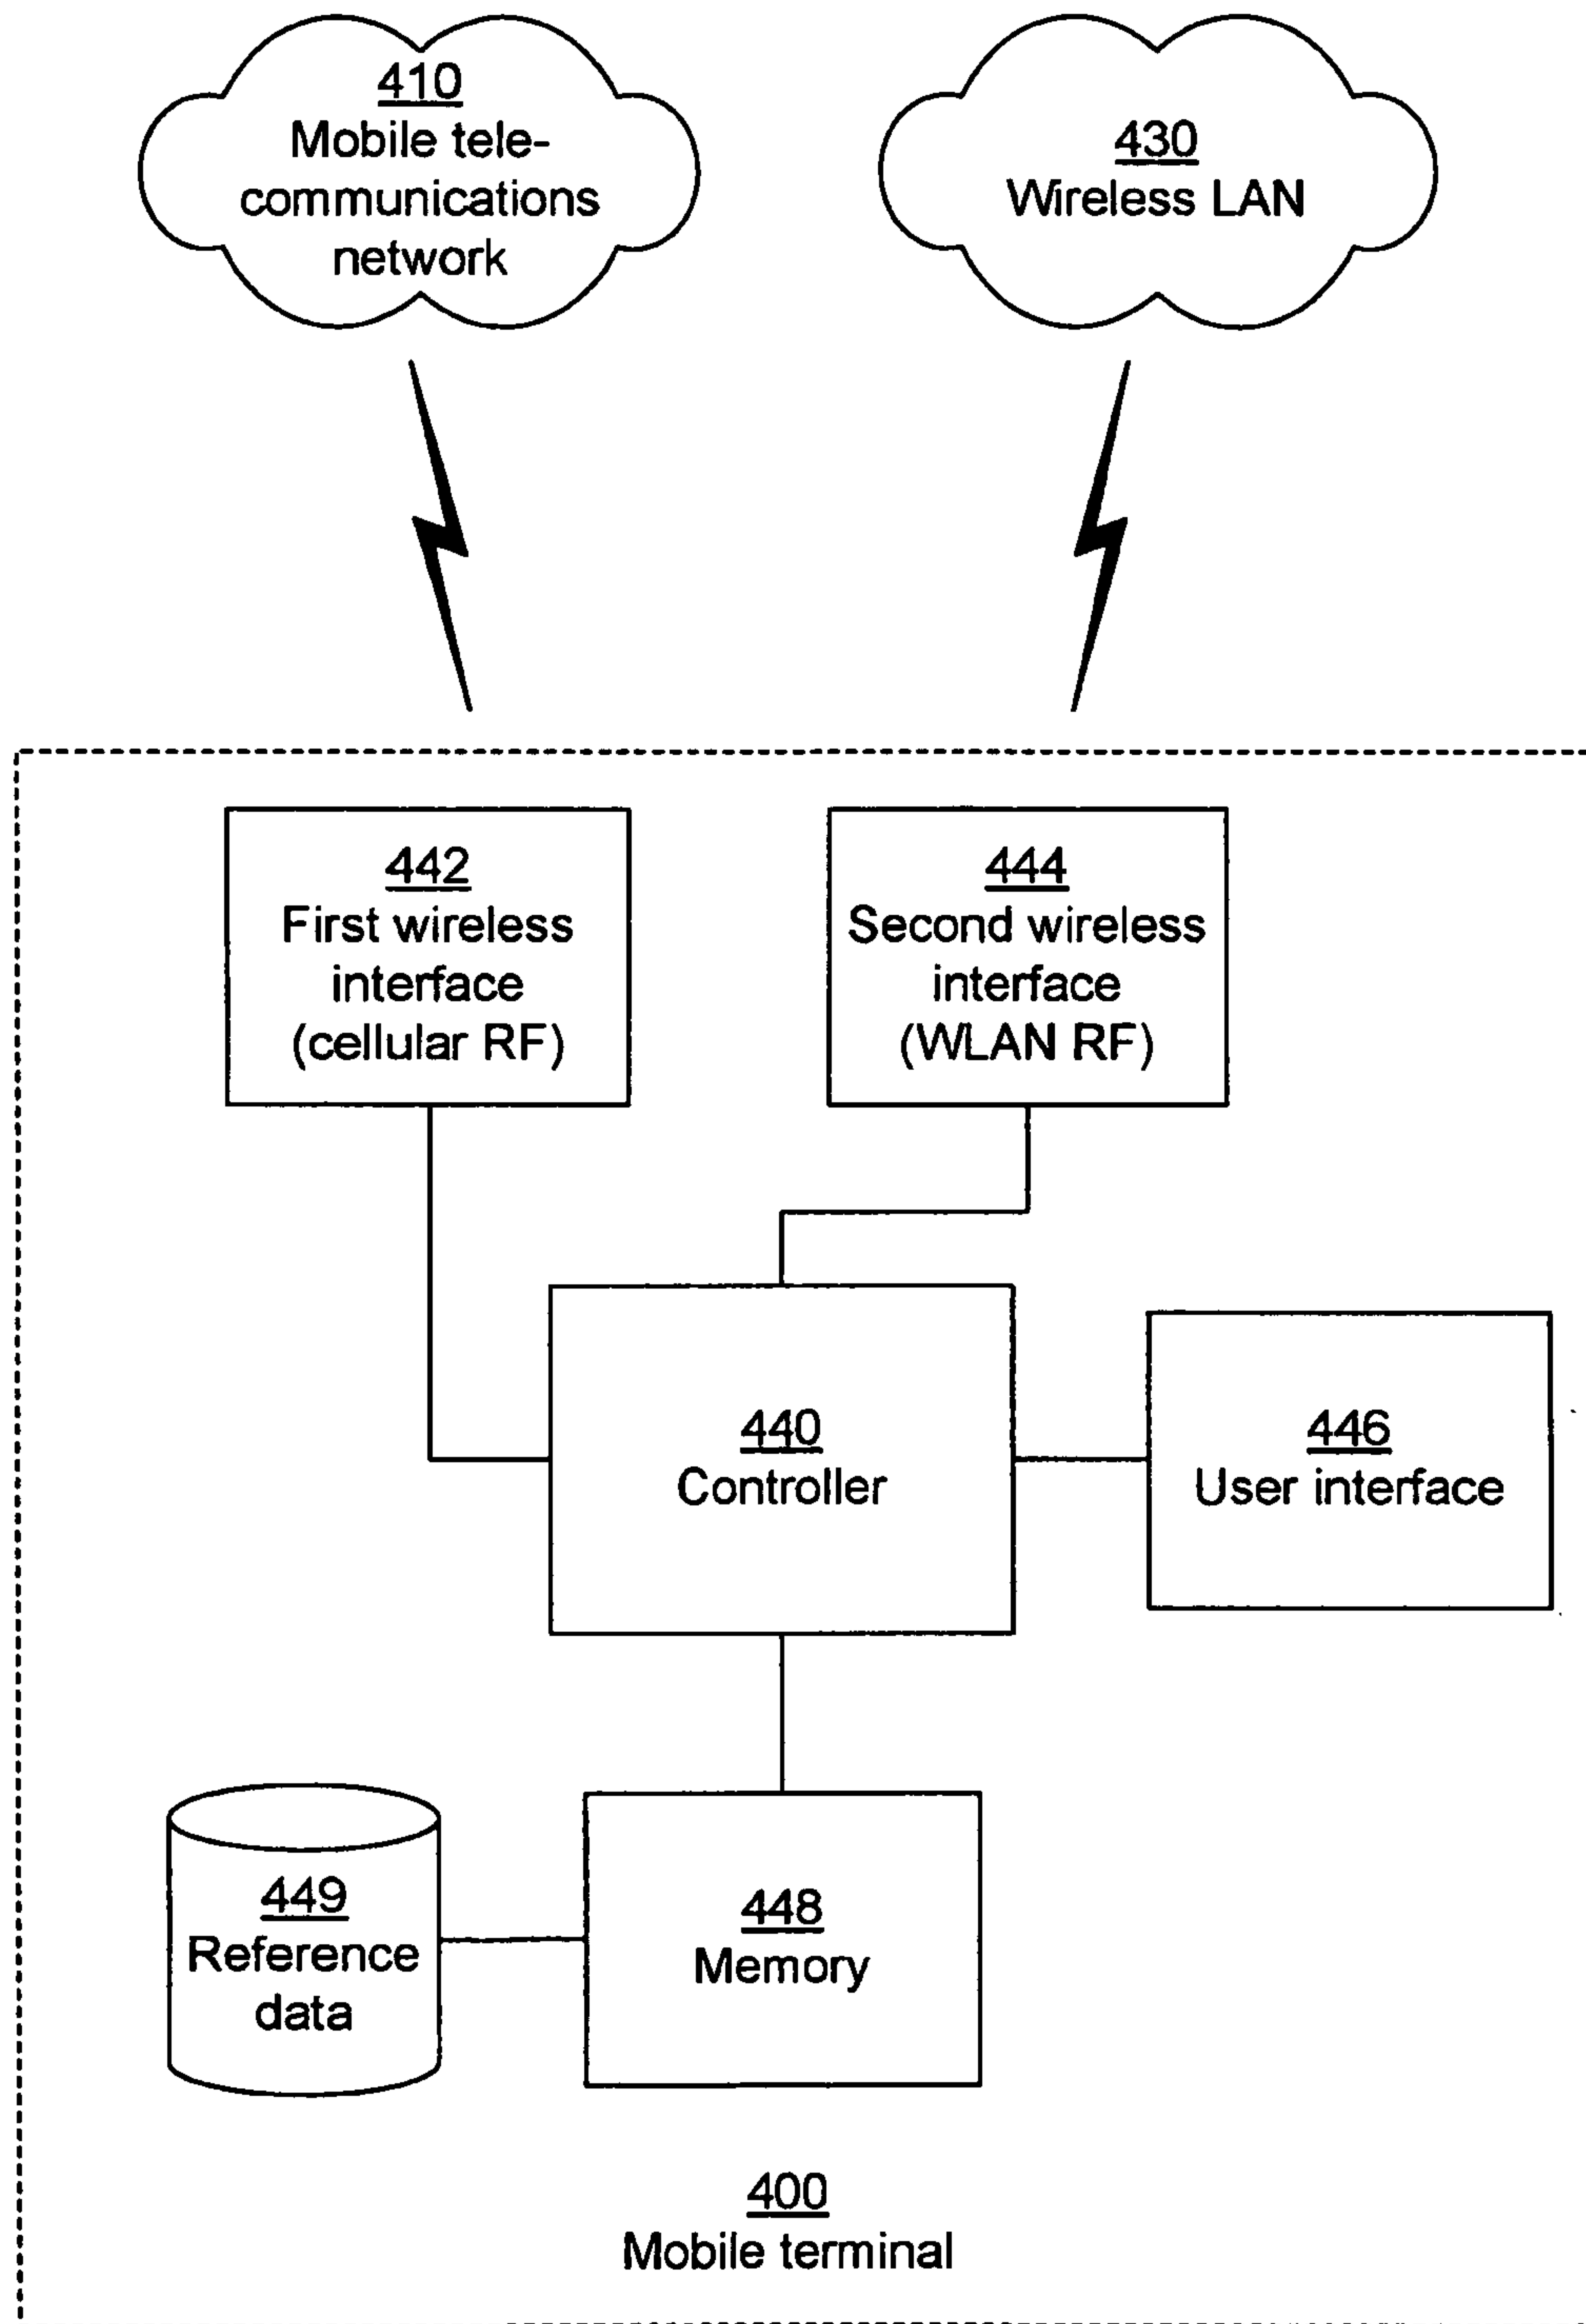 410
Mobile tele-
communications
network
430
Wireless LAN
442
First wireless
interface
(cellular RF)
444
Second wireless
interface
(WLAN RF)
440
Controller
446
User interface
449
Reference
data
448
Memory
400
Mobile terminal